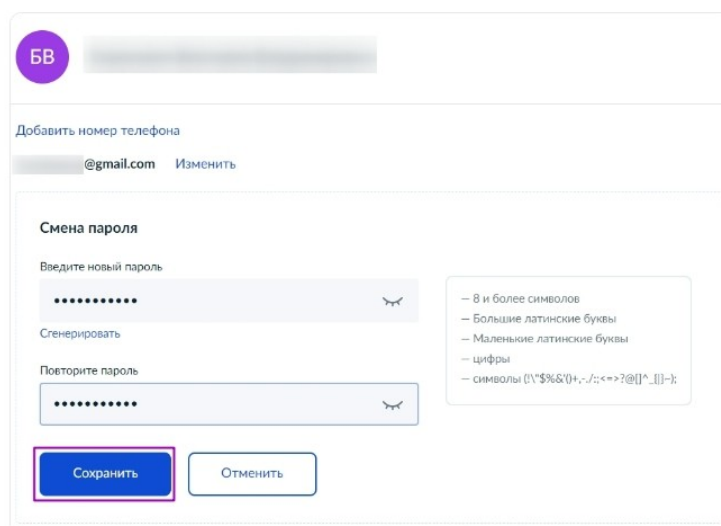 БВ
Добавить номер телефона
@gmail.com Изменить
Смена пароля
Введите новый пароль
•••••••••••
Сгенерировать
Повторите пароль
•••••••••••
— 8 и более символов
— Большие латинские буквы
— Маленькие латинские буквы
— цифры
— символы (!\"$%&'()+,-./:;<=>?@[]^_{|}~);
Сохранить Отменить